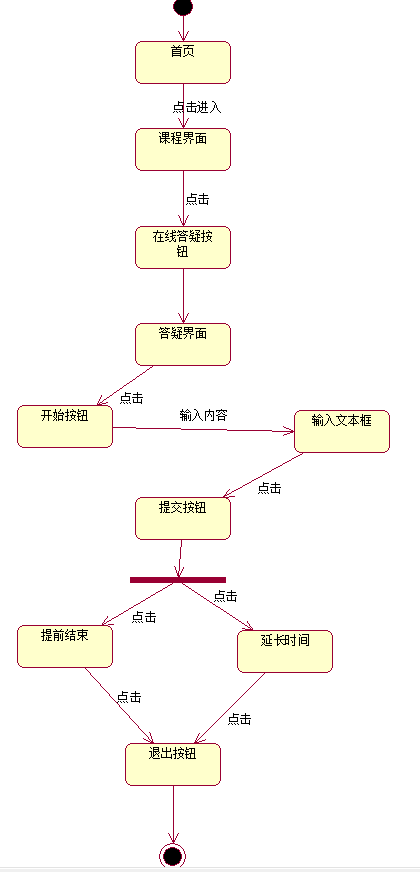 首页
点击进入
课程界面
点击
在线答疑按
钮
答疑界面
点击
开始按钮
输入内容
输入文本框
点击
提交按钮
点击
点击
提前结束
延长时间
点击
点击
退出按钮